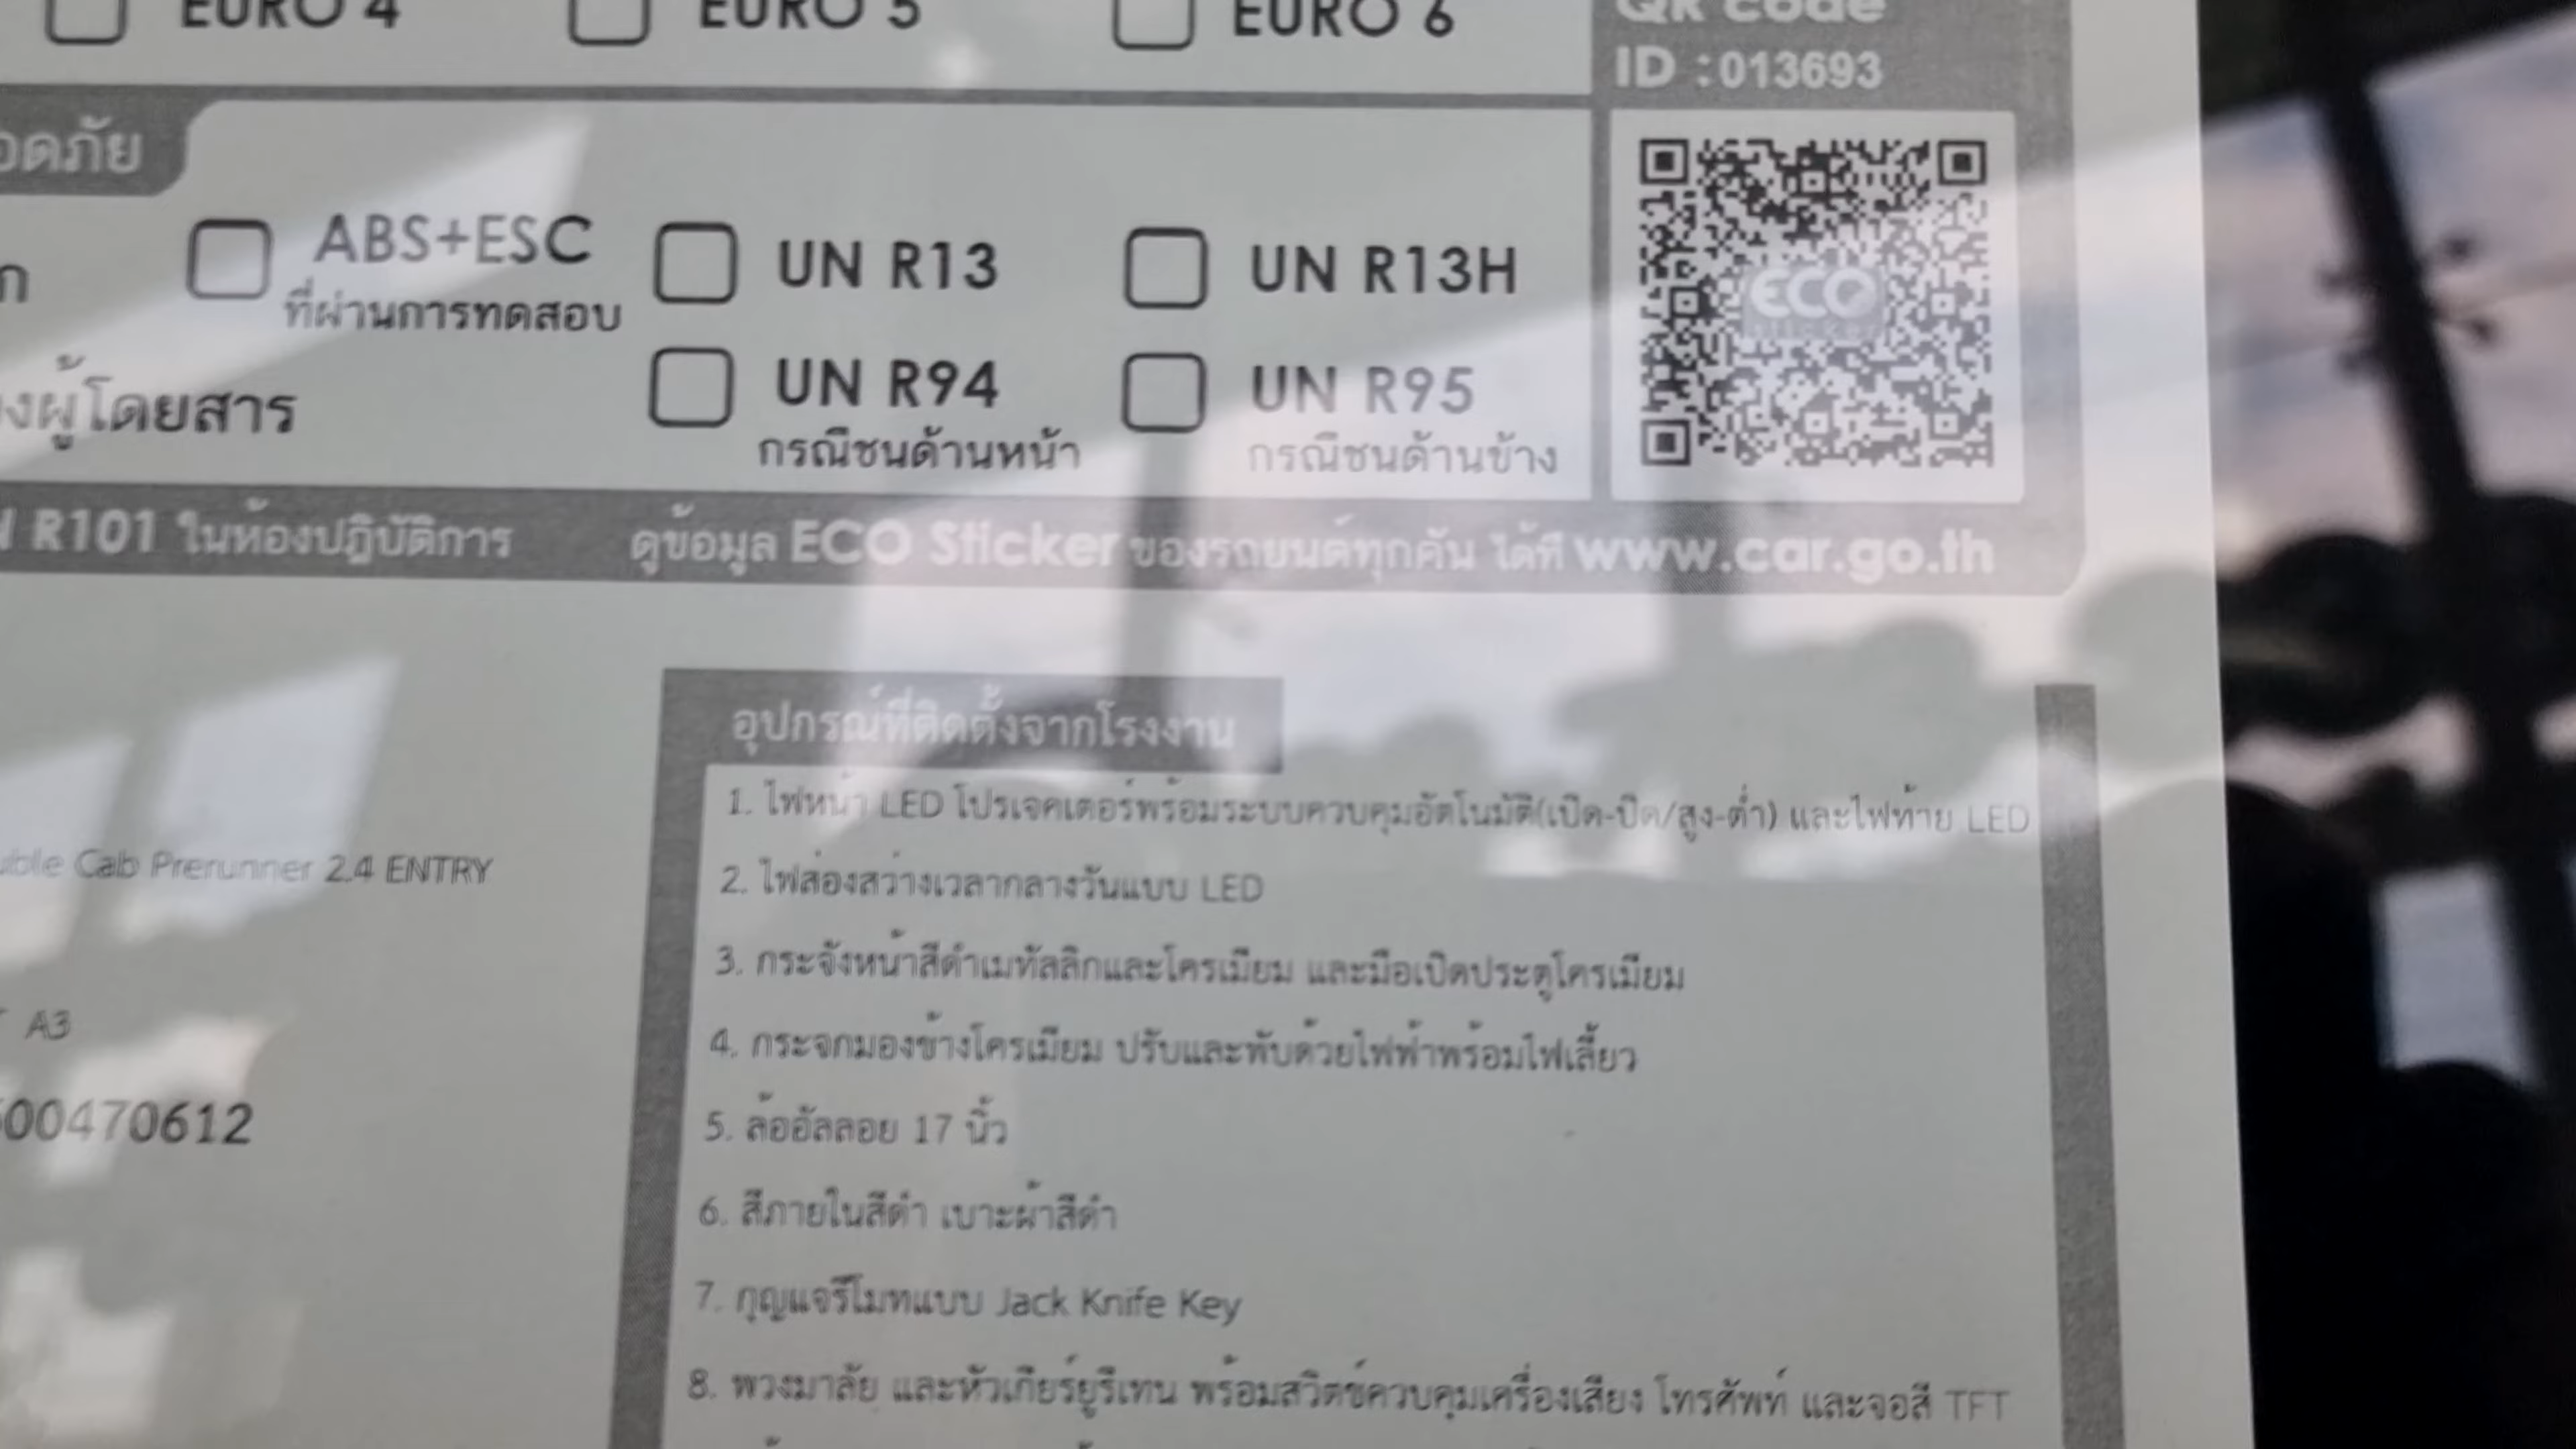 EURO 4 EURO 5 EURO 6 QR code
ID : 013693
อดภัย
ABS+ESC UN R13 UN R13H
ที่ผ่านการทดสอบ
ECO
sticker
UN R94 UN R95
งผู้โดยสาร
กรณีชนด้านหน้า กรณีชนด้านข้าง
R101 ในห้องปฏิบัติการ ดูข้อมูล ECO Sticker ของรถยนต์ทุกคัน ได้ที่ www.car.go.th
อุปกรณ์ที่ติดตั้งจากโรงงาน
1. ไฟหน้า LED โปรเจคเตอร์พร้อมระบบควบคุมอัตโนมัติ(เปิด-ปิด/สูง-ต่ำ) และไฟท้าย LED
uble Cab Prerunner 2.4 ENTRY
2. ไฟส่องสว่างเวลากลางวันแบบ LED
3. กระจังหน้าสีดำเมทัลลิกและโครเมียม และมือเปิดประตูโครเมียม
A3
4. กระจกมองข้างโครเมียม ปรับและพับด้วยไฟฟ้าพร้อมไฟเลี้ยว
00470612
5. ล้ออัลลอย 17 นิ้ว
6. สีภายในสีดำ เบาะผ้าสีดำ
7. กุญแจรีโมทแบบ Jack Knife Key
8. พวงมาลัย และหัวเกียร์ยูรีเทน พร้อมสวิตซ์ควบคุมเครื่องเสียง โทรศัพท์ และจอสี TFT